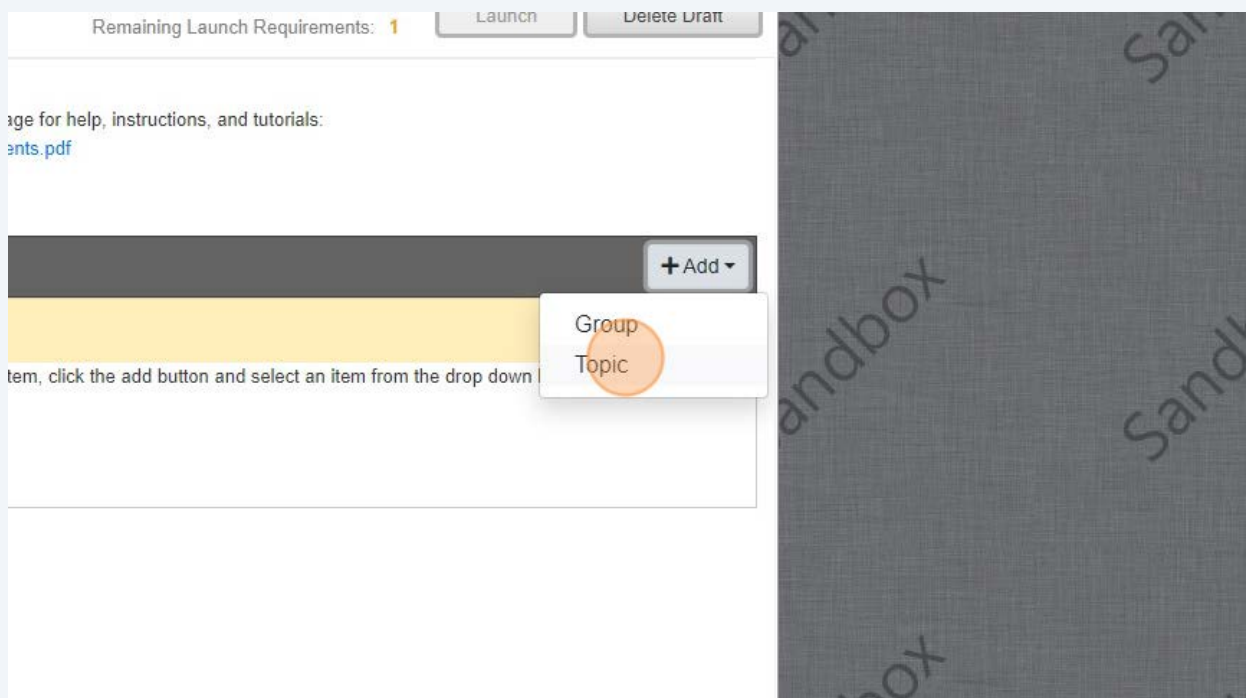 Remaining Launch Requirements: 1 Launch Delete Draft
age for help, instructions, and tutorials:
ents.pdf
+ Add
Group
Topic
tem, click the add button and select an item from the drop down
Sandbox
Sandbox
Sandbox